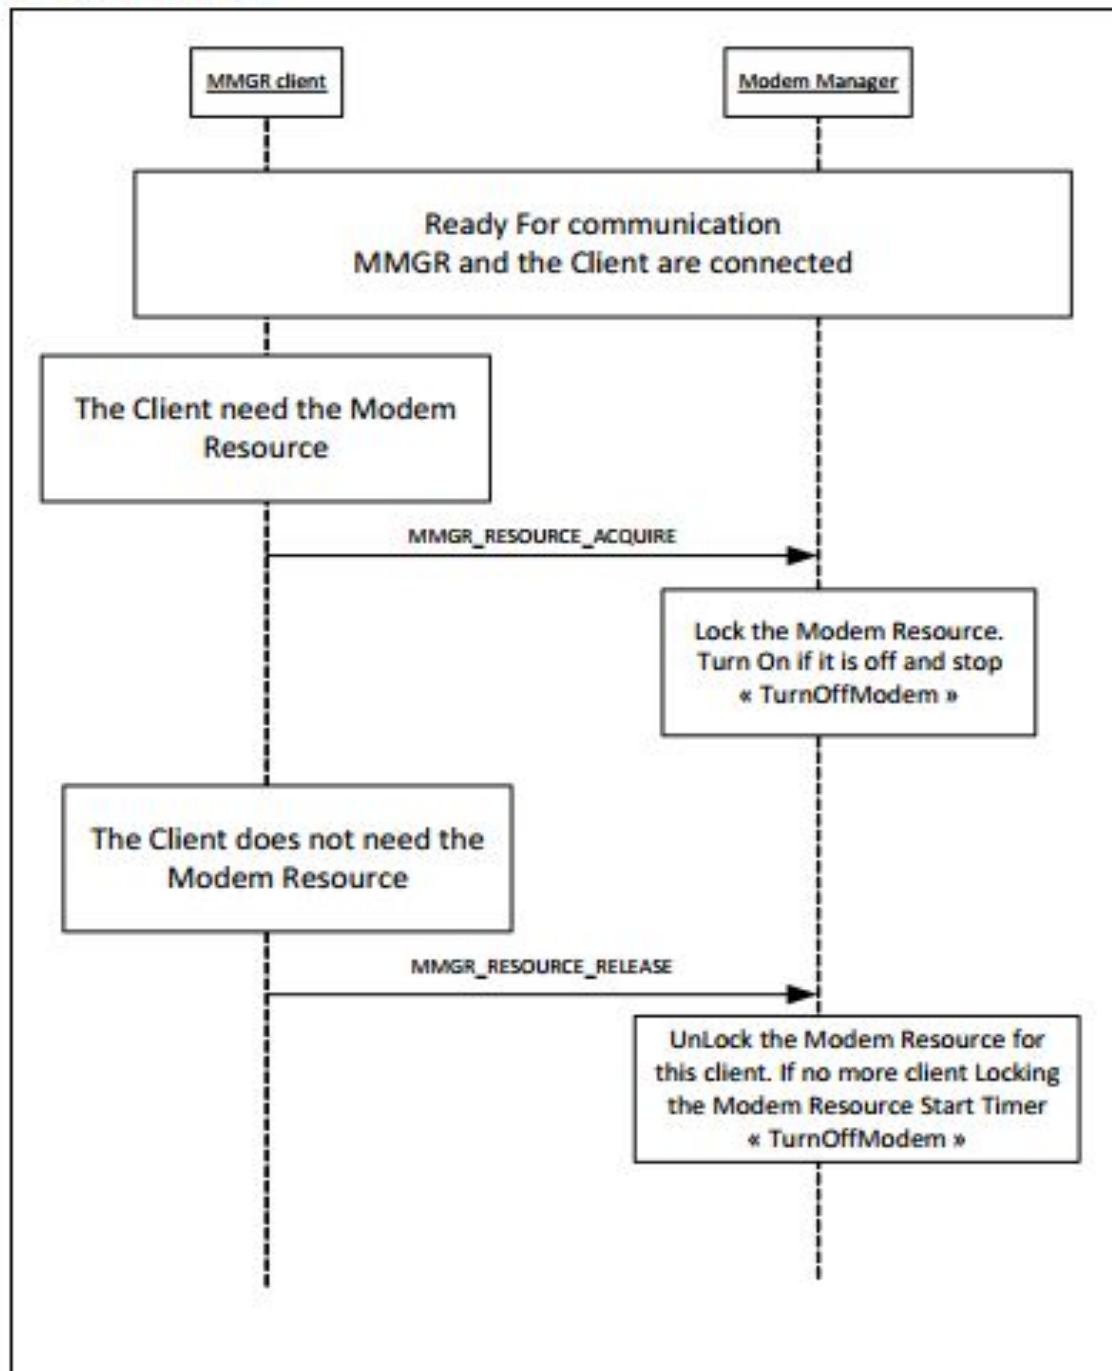 MMGR client
Modem Manager
Ready For communication
MMGR and the Client are connected
The Client need the Modem
Resource
MMGR_RESOURCE_ACQUIRE
Lock the Modem Resource.
Turn On if it is off and stop
« TurnOffModem »
The Client does not need the
Modem Resource
MMGR_RESOURCE_RELEASE
UnLock the Modem Resource for
this client. If no more client Locking
the Modem Resource Start Timer
« TurnOffModem »